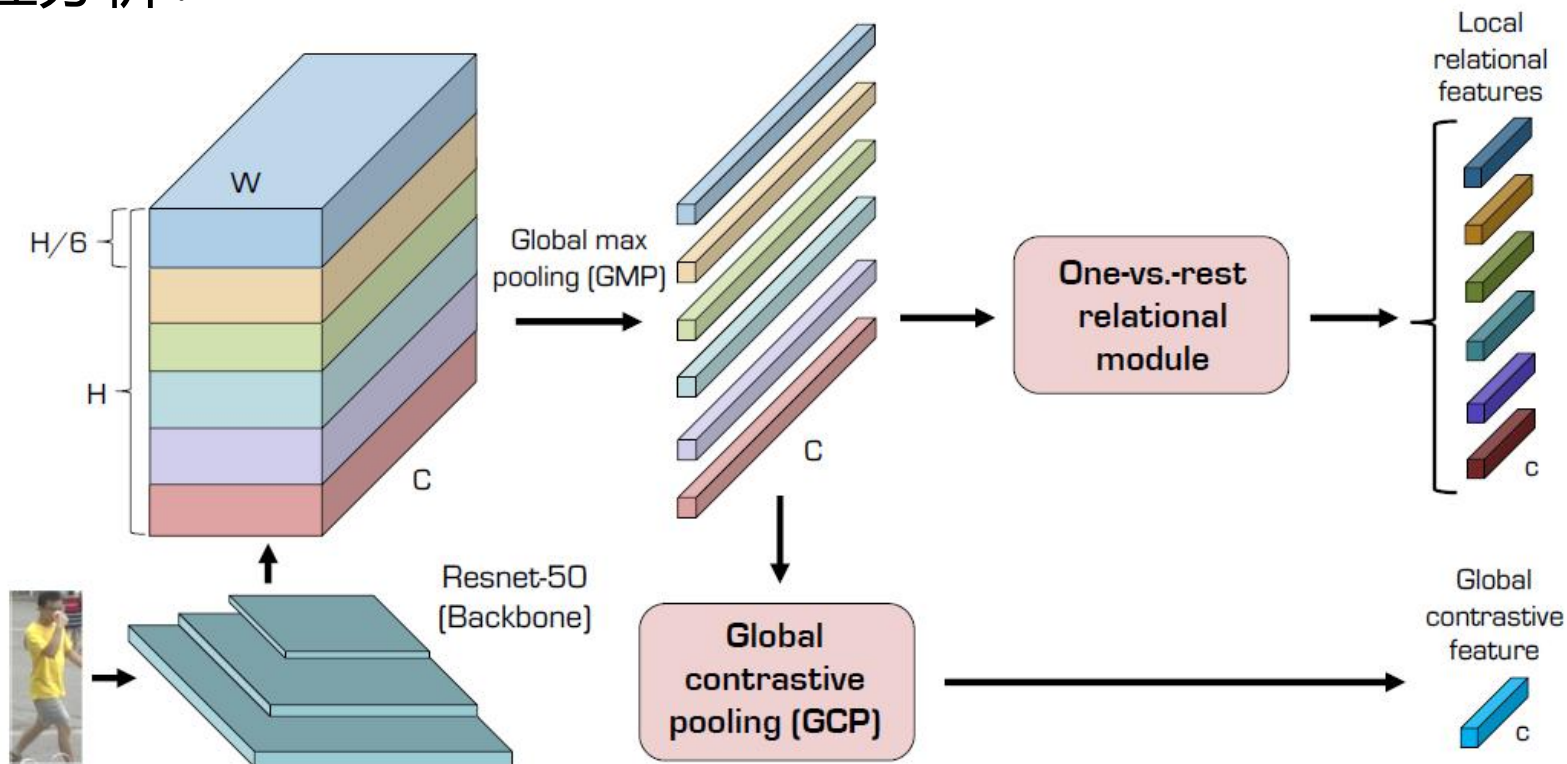 Local
relational
features
W
H/6
Global max
pooling (GMP)
One-vs.-rest
relational
module
H
C
C
c
Resnet-50
(Backbone)
Global
contrastive
pooling (GCP)
Global
contrastive
feature
c